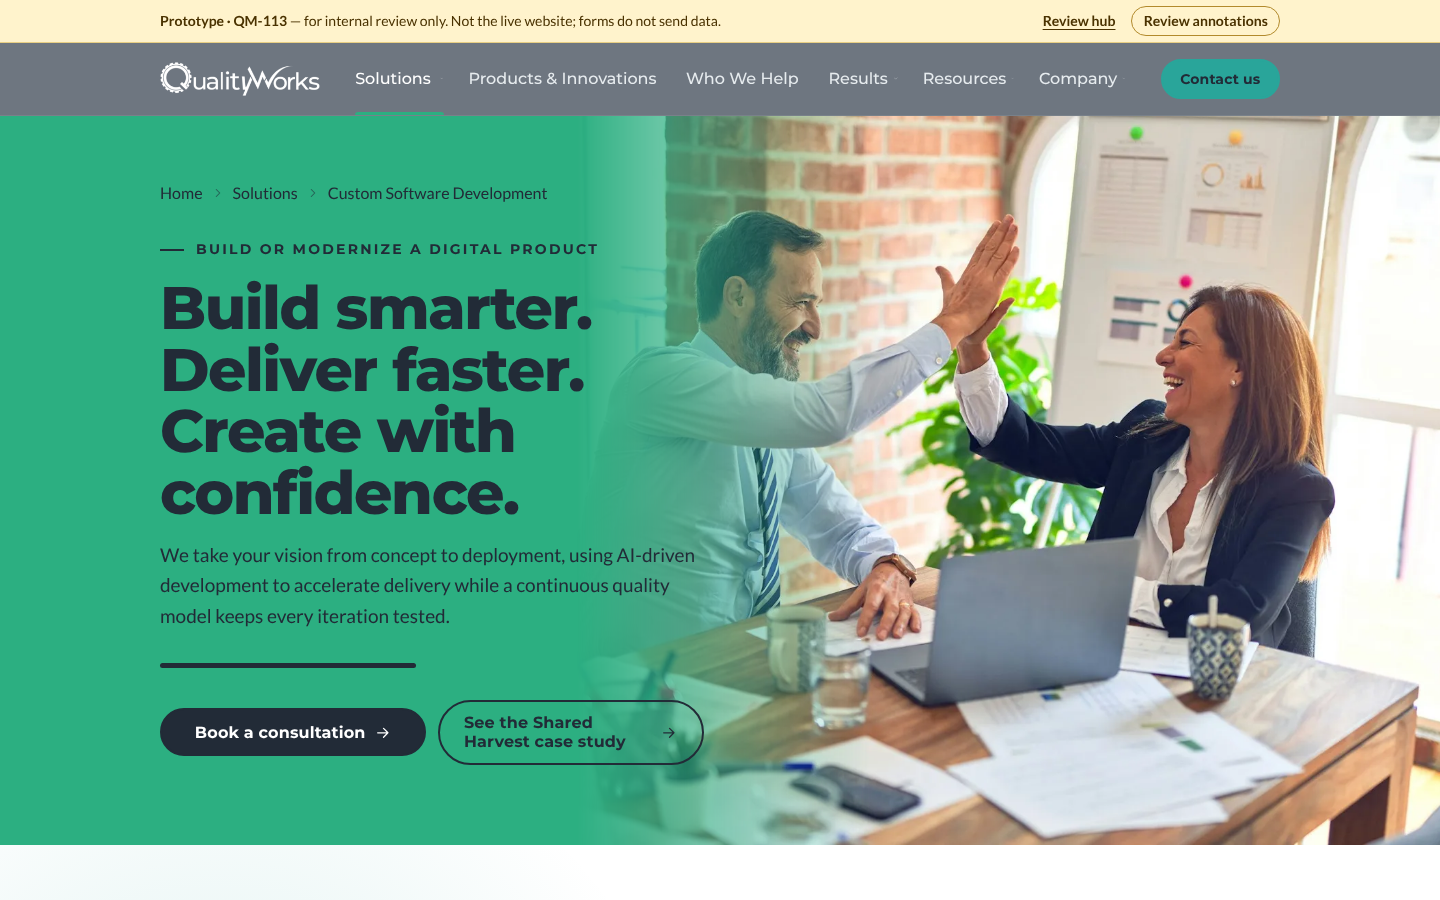 Prototype · QM-113 — for internal review only. Not the live website; forms do not send data.
Review hub
Review annotations
QualityWorks
Solutions
Products & Innovations
Who We Help
Results
Resources
Company
Contact us
Home
Solutions
Custom Software Development
BUILD OR MODERNIZE A DIGITAL PRODUCT
Build smarter.
Deliver faster.
Create with
confidence.
We take your vision from concept to deployment, using AI-driven
development to accelerate delivery while a continuous quality
model keeps every iteration tested.
Book a consultation →
See the Shared
Harvest case study →